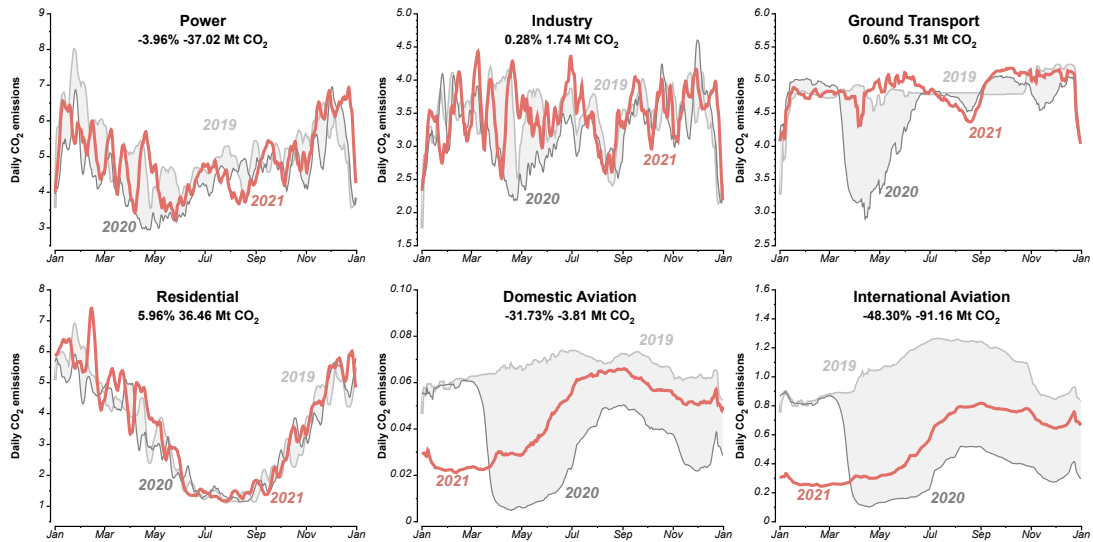 Power
-3.96% -37.02 Mt CO2
Daily CO2 emissions
9
8
7
6
5
4
3
2019
2020
2021
Jan Mar May Jul Sep Nov Jan
Industry
0.28% 1.74 Mt CO2
Daily CO2 emissions
5.0
4.5
4.0
3.5
3.0
2.5
2.0
1.5
2019
2021
2020
Jan Mar May Jul Sep Nov Jan
Ground Transport
0.60% 5.31 Mt CO2
Daily CO2 emissions
6.0
5.5
5.0
4.5
4.0
3.5
3.0
2.5
2019
2021
2020
Jan Mar May Jul Sep Nov Jan
Residential
5.96% 36.46 Mt CO2
Daily CO2 emissions
8
7
6
5
4
3
2
1
2019
2020
2021
Jan Mar May Jul Sep Nov Jan
Domestic Aviation
-31.73% -3.81 Mt CO2
Daily CO2 emissions
0.10
0.08
0.06
0.04
0.02
0
2019
2021
2020
Jan Mar May Jul Sep Nov Jan
International Aviation
-48.30% -91.16 Mt CO2
Daily CO2 emissions
1.6
1.4
1.2
1.0
0.8
0.6
0.4
0.2
0
2019
2021
2020
Jan Mar May Jul Sep Nov Jan